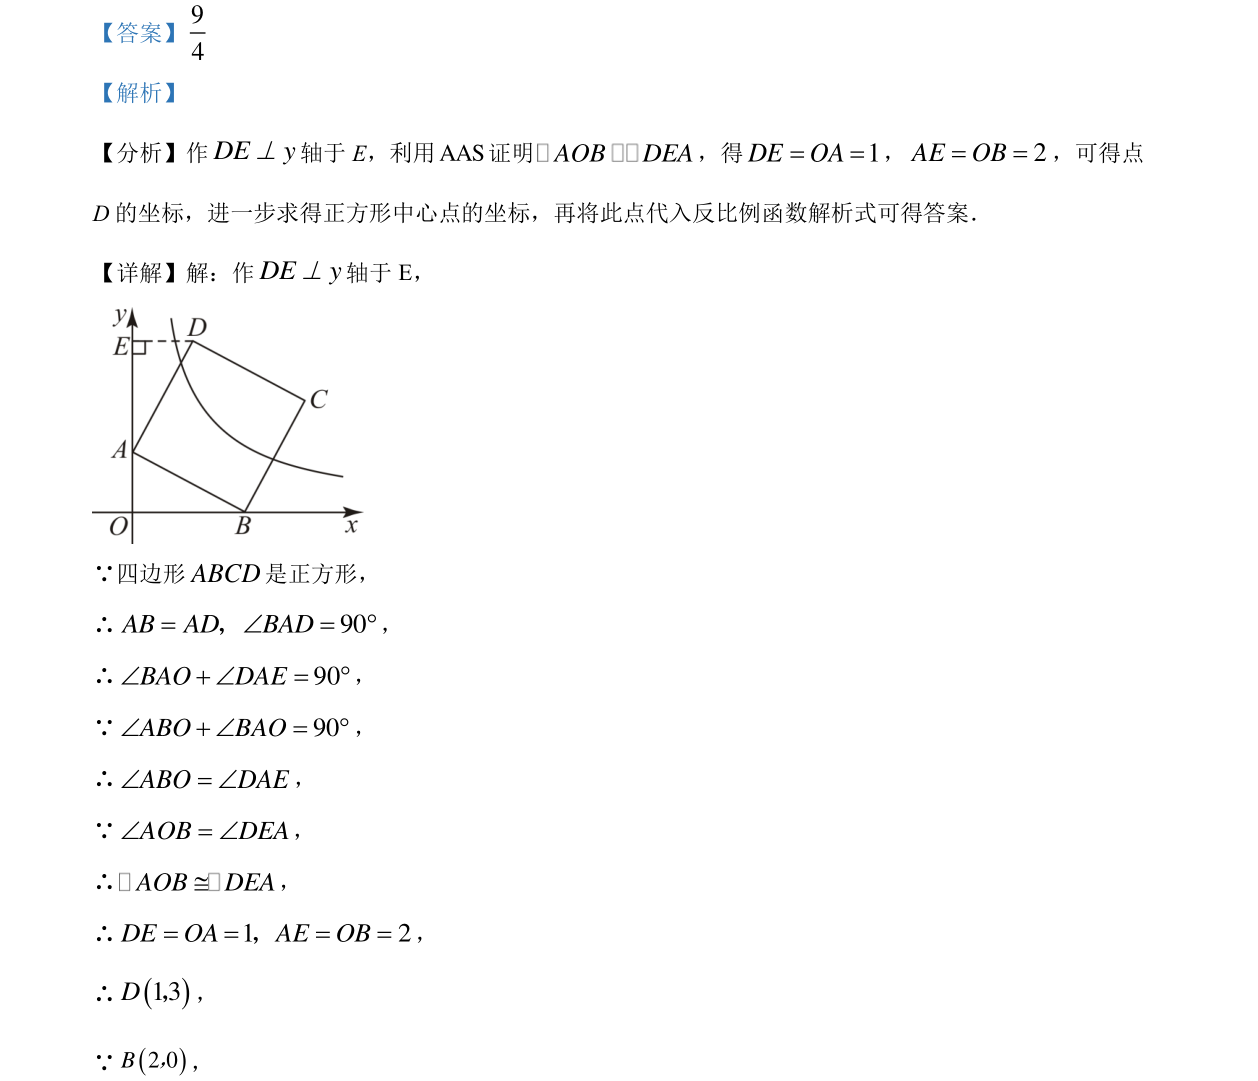 【答案】9/4
【解析】
【分析】作 DE ⊥ y 轴于 E，利用 AAS 证明□AOB□□DEA，得 DE = OA = 1， AE = OB = 2，可得点
D 的坐标，进一步求得正方形中心点的坐标，再将此点代入反比例函数解析式可得答案．
【详解】解：作 DE ⊥ y 轴于 E，
y
E
D
C
A
O
B
x
∵四边形 ABCD 是正方形，
∴ AB = AD, ∠BAD = 90°，
∴ ∠BAO + ∠DAE = 90°，
∵ ∠ABO + ∠BAO = 90°，
∴ ∠ABO = ∠DAE，
∵ ∠AOB = ∠DEA，
∴□AOB ≅□DEA，
∴ DE = OA = 1, AE = OB = 2，
∴ D(1,3)，
∵ B(2,0)，